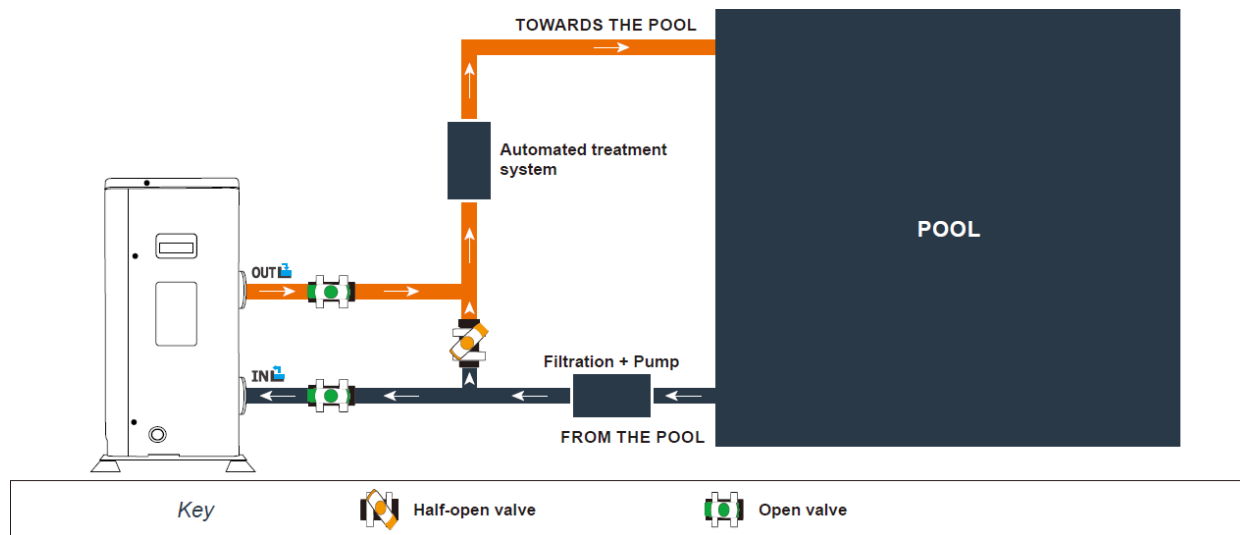 TOWARDS THE POOL
Automated treatment
system
POOL
OUT
IN
Filtration + Pump
FROM THE POOL
Key
Half-open valve
Open valve